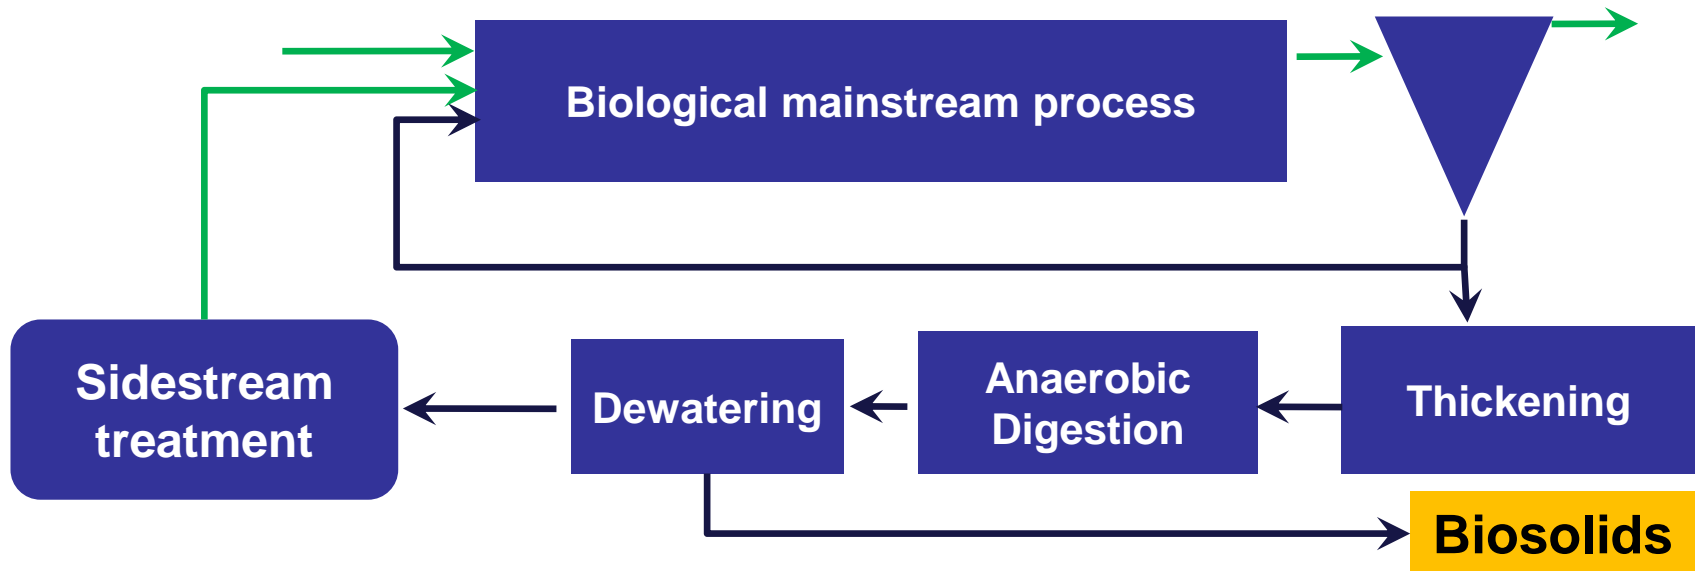 Biological mainstream process
Sidestream
treatment
Dewatering
Anaerobic
Digestion
Thickening
Biosolids